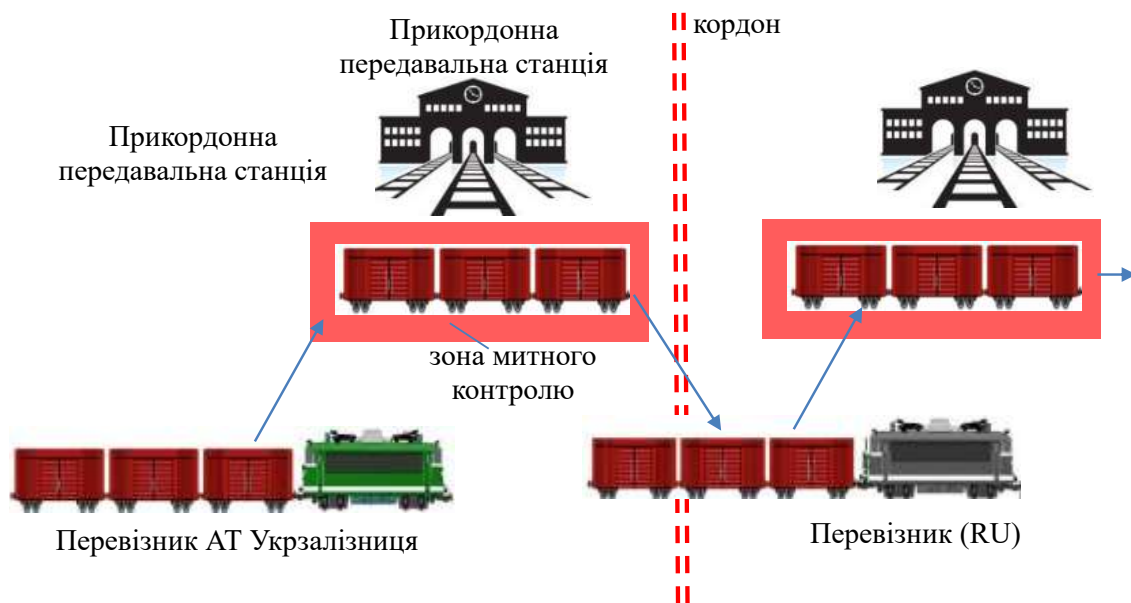 Прикордонна
передавальна станція
кордон
Прикордонна
передавальна станція
зона митного
контролю
Перевізник АТ Укрзалізниця
Перевізник (RU)